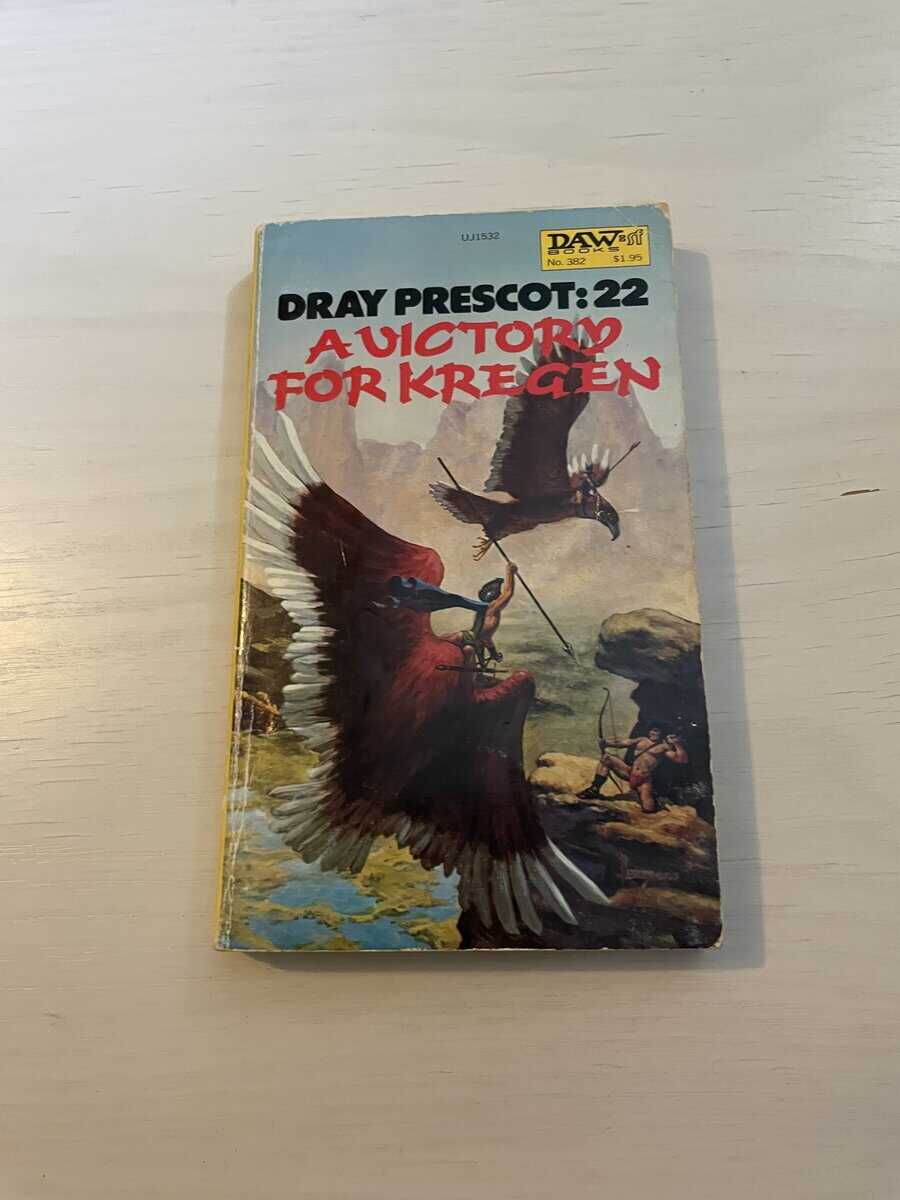 UJ1532
DAW=sf
BOOKS
No. 382 $1.95
DRAY PRESCOT: 22
A VICTORY
FOR KREGEN